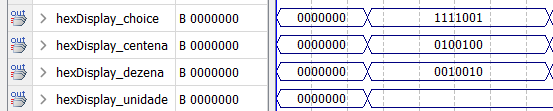 out > hexDisplay_choice B 0000000 0000000 1111001
out > hexDisplay_centena B 0000000 0000000 0100100
out > hexDisplay_dezena B 0000000 0000000 0010010
out > hexDisplay_unidade B 0000000 0000000